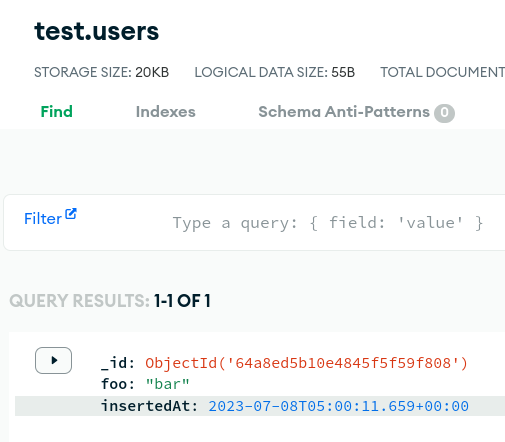 test.users
STORAGE SIZE: 20KB LOGICAL DATA SIZE: 55B TOTAL DOCUMENT
Find Indexes Schema Anti-Patterns 0
Filter Type a query: { field: 'value' }
QUERY RESULTS: 1-1 OF 1
_id: ObjectId('64a8ed5b10e4845f5f59f808')
foo: "bar"
insertedAt: 2023-07-08T05:00:11.659+00:00